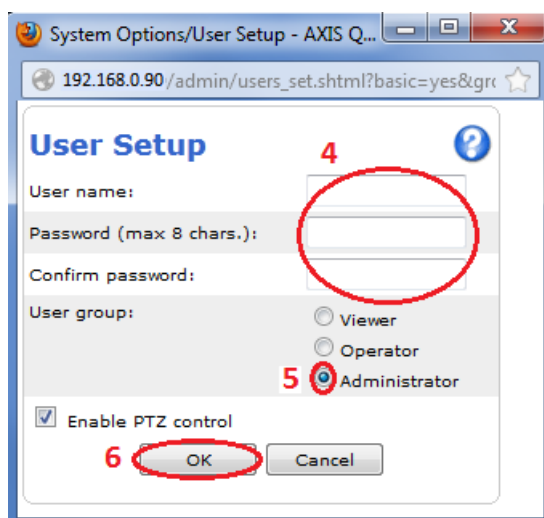 System Options/User Setup - AXIS Q...
192.168.0.90/admin/users_set.shtml?basic=yes&gr
User Setup
4
User name:
Password (max 8 chars.):
Confirm password:
User group:
Viewer
Operator
5
Administrator
Enable PTZ control
6
OK
Cancel